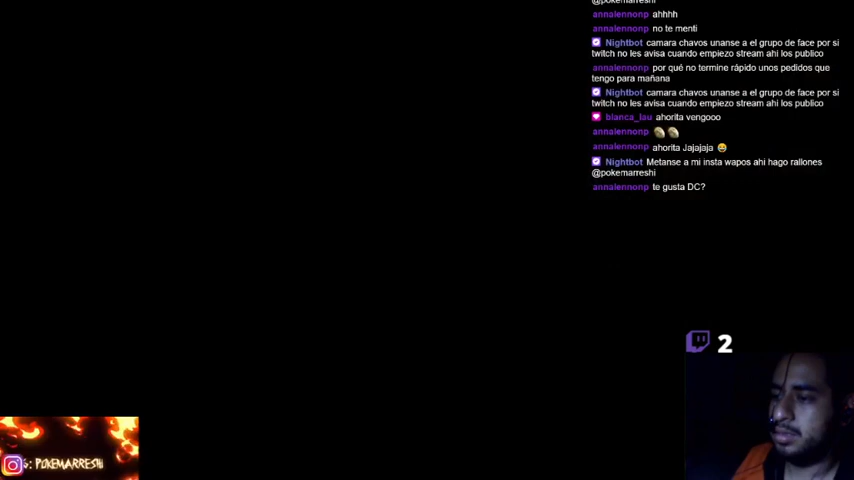 @pokemarreshi
annalennonp ahhhh
annalennonp no te menti
Nightbot camara chavos unanse a el grupo de face por si
twitch no les avisa cuando empiezo stream ahi los publico
annalennonp por qué no termine rápido unos pedidos que
tengo para mañana
Nightbot camara chavos unanse a el grupo de face por si
twitch no les avisa cuando empiezo stream ahi los publico
bianca_lau ahorita vengooo
annalennonp
annalennonp ahorita Jajajaja 😂
Nightbot Metanse a mi insta wapos ahi hago rallones
@pokemarreshi
annalennonp te gusta DC?
2
: POKEMARRESHI